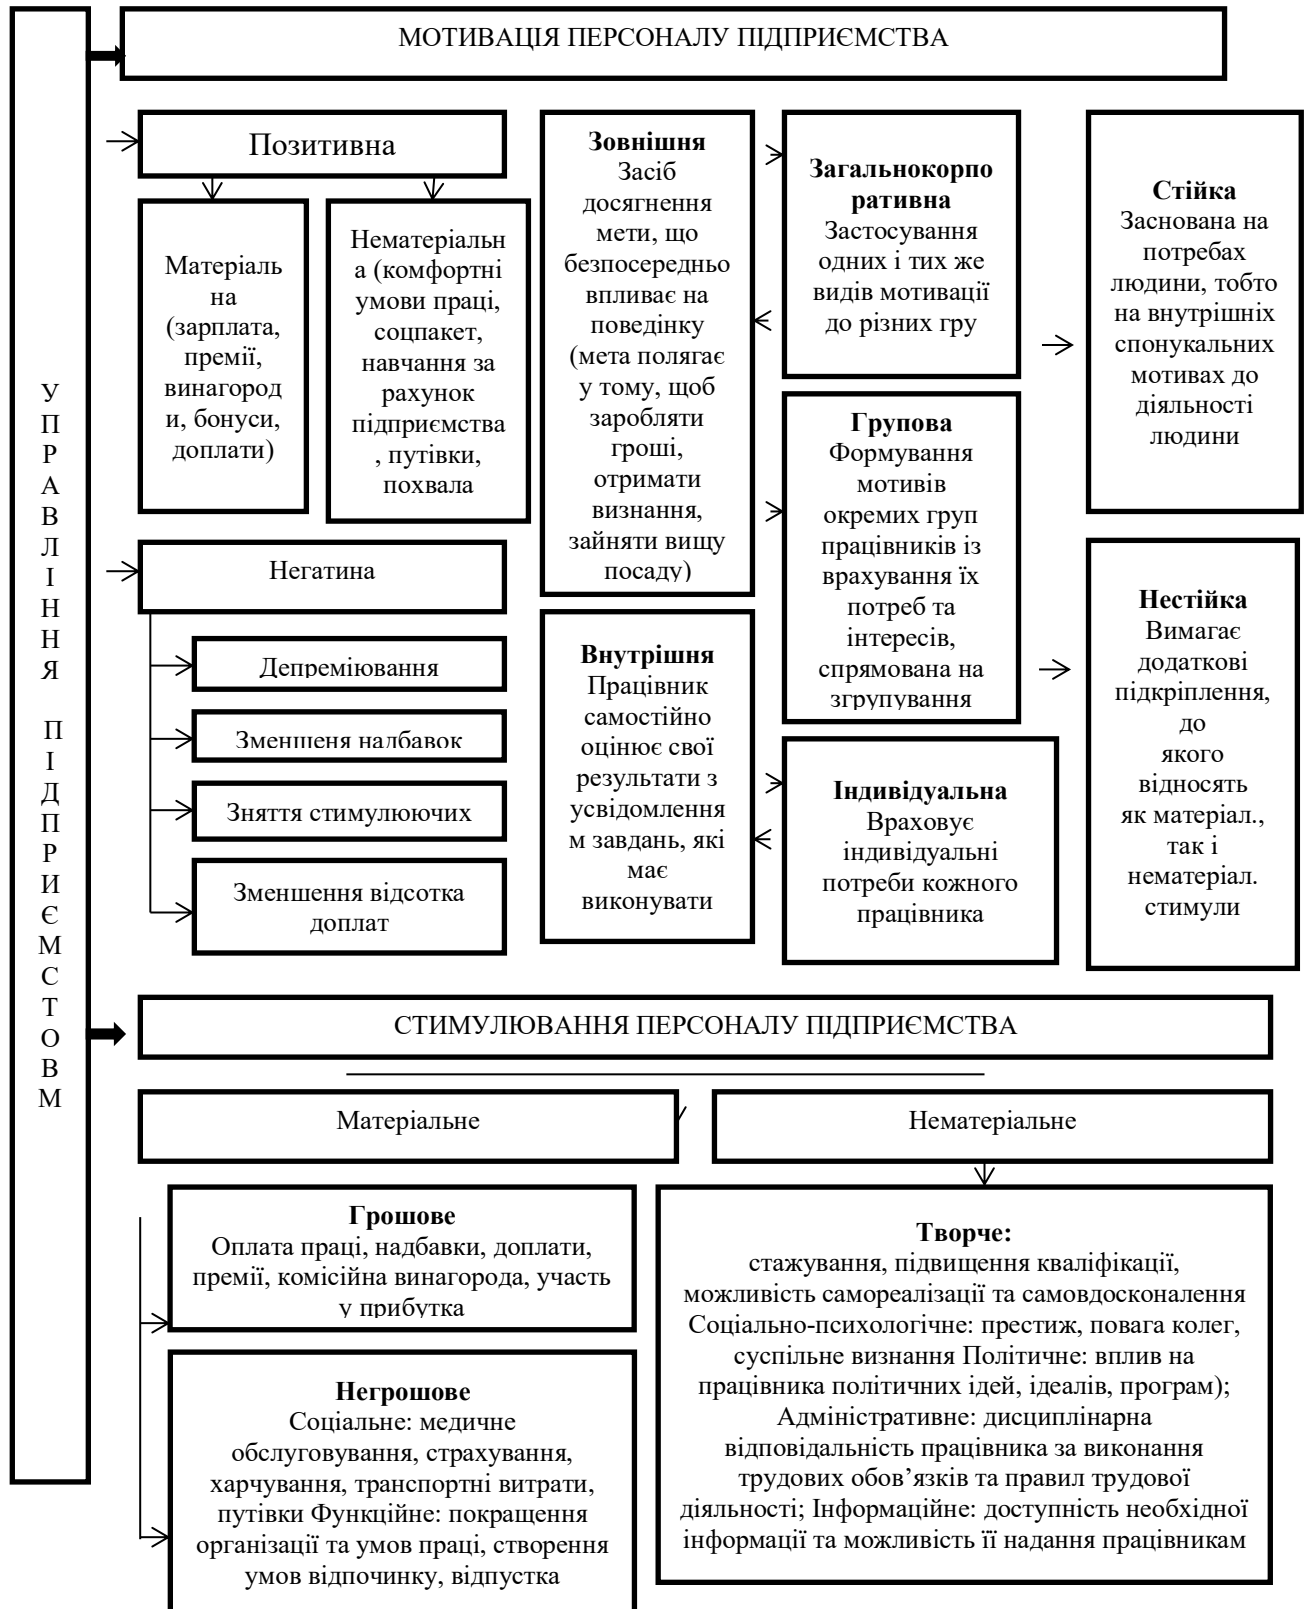 У
П
Р
А
В
Л
І
Н
Н
Я
П
І
Д
П
Р
И
Є
М
С
Т
О
В
М
МОТИВАЦІЯ ПЕРСОНАЛУ ПІДПРИЄМСТВА
Позитивна
Матеріаль
на
(зарплата,
премії,
винагород
и, бонуси,
доплати)
Нематеріальн
а (комфортні
умови праці,
соцпакет,
навчання за
рахунок
підприємства
, путівки,
похвала
Негатина
Депреміювання
Зменшеня надбавок
Зняття стимулюючих
Зменшення відсотка
доплат
Зовнішня
Засіб
досягнення
мети, що
безпосередньо
впливає на
поведінку
(мета полягає
у тому, щоб
заробляти
гроші,
отримати
визнання,
зайняти вищу
посаду)
Внутрішня
Працівник
самостійно
оцінює свої
результати з
усвідомлення
м завдань, які
має
виконувати
Загальнокорпо
ративна
Застосування
одних і тих же
видів мотивації
до різних гру
Групова
Формування
мотивів
окремих груп
працівників із
врахування їх
потреб та
інтересів,
спрямована на
згрупування
Індивідуальна
Враховує
індивідуальні
потреби кожного
працівника
Стійка
Заснована на
потребах
людини, тобто
на внутрішніх
спонукальних
мотивах до
діяльності
людини
Нестійка
Вимагає
додаткові
підкріплення,
до
якого
відносять
як матеріал.,
так і
нематеріал.
стимули
СТИМУЛЮВАННЯ ПЕРСОНАЛУ ПІДПРИЄМСТВА
Матеріальне
Нематеріальне
Грошове
Оплата праці, надбавки, доплати,
премії, комісійна винагорода, участь
у прибутка
Негрошове
Соціальне: медичне
обслуговування, страхування,
харчування, транспортні витрати,
путівки Функційне: покращення
організації та умов праці, створення
умов відпочинку, відпустка
Творче:
стажування, підвищення кваліфікації,
можливість самореалізації та самовдосконалення
Соціально-психологічне: престиж, повага колег,
суспільне визнання Політичне: вплив на
працівника політичних ідей, ідеалів, програм);
Адміністративне: дисциплінарна
відповідальність працівника за виконання
трудових обов’язків та правил трудової
діяльності; Інформаційне: доступність необхідної
інформації та можливість її надання працівникам